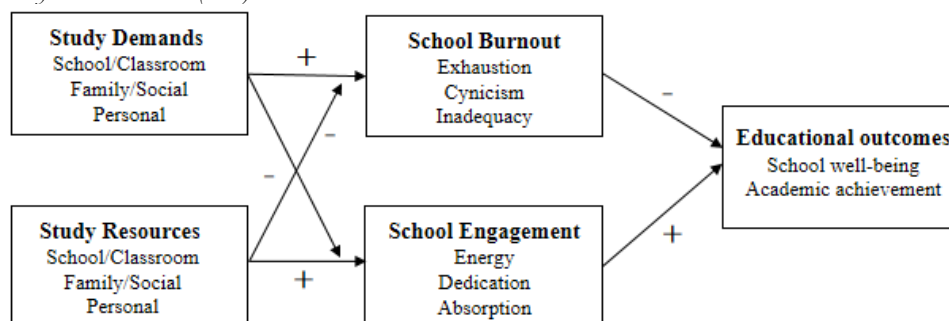 Study Demands
School/Classroom
Family/Social
Personal
+
School Burnout
Exhaustion
Cynicism
Inadequacy
-
-
-
Educational outcomes
School well-being
Academic achievement
Study Resources
School/Classroom
Family/Social
Personal
+
School Engagement
Energy
Dedication
Absorption
+